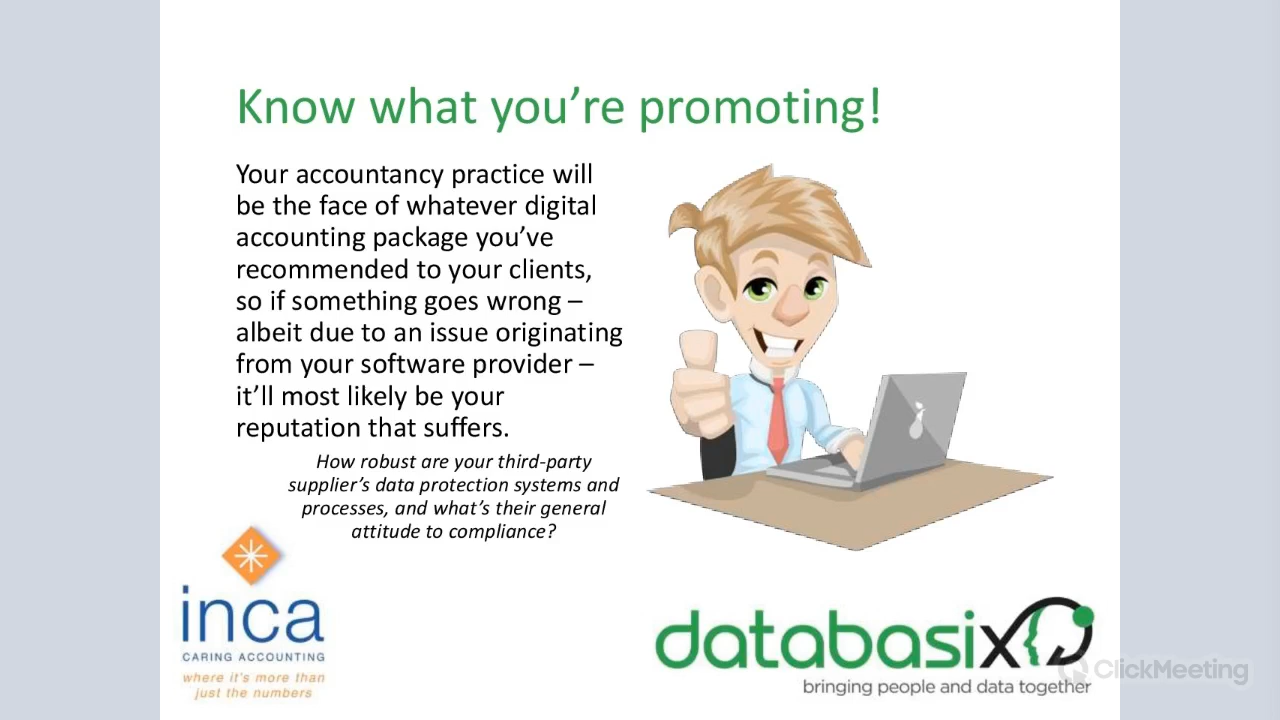 Know what you're promoting!
Your accountancy practice will
be the face of whatever digital
accounting package you've
recommended to your clients,
so if something goes wrong –
albeit due to an issue originating
from your software provider –
it'll most likely be your
reputation that suffers.
How robust are your third-party
supplier's data protection systems and
processes, and what's their general
attitude to compliance?
inca
CARING ACCOUNTING
where it's more than
just the numbers
databasix
bringing people and data together
ClickMeeting